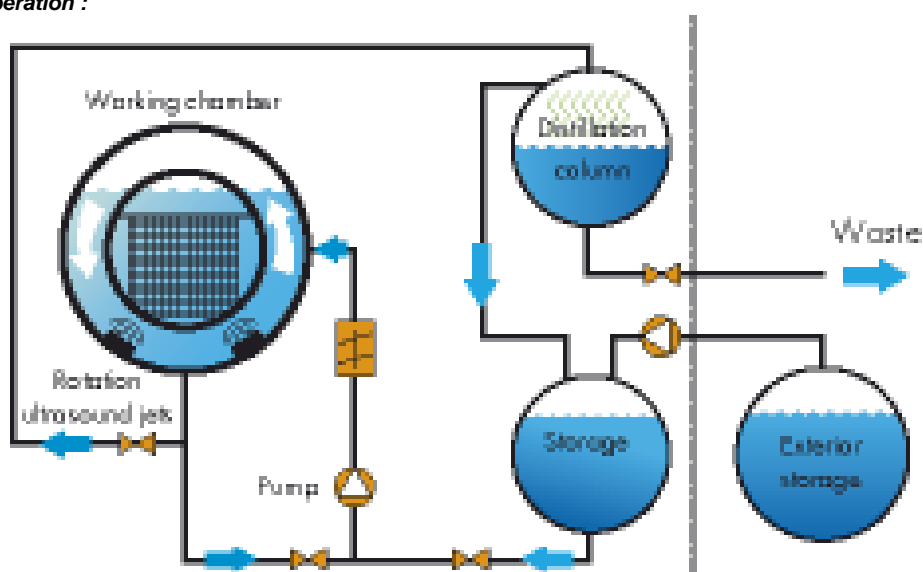 peration :
Working chamber
Distillation
column
Waste
Rotation
ultrasound jets
Storage
Exterior
storage
Pump